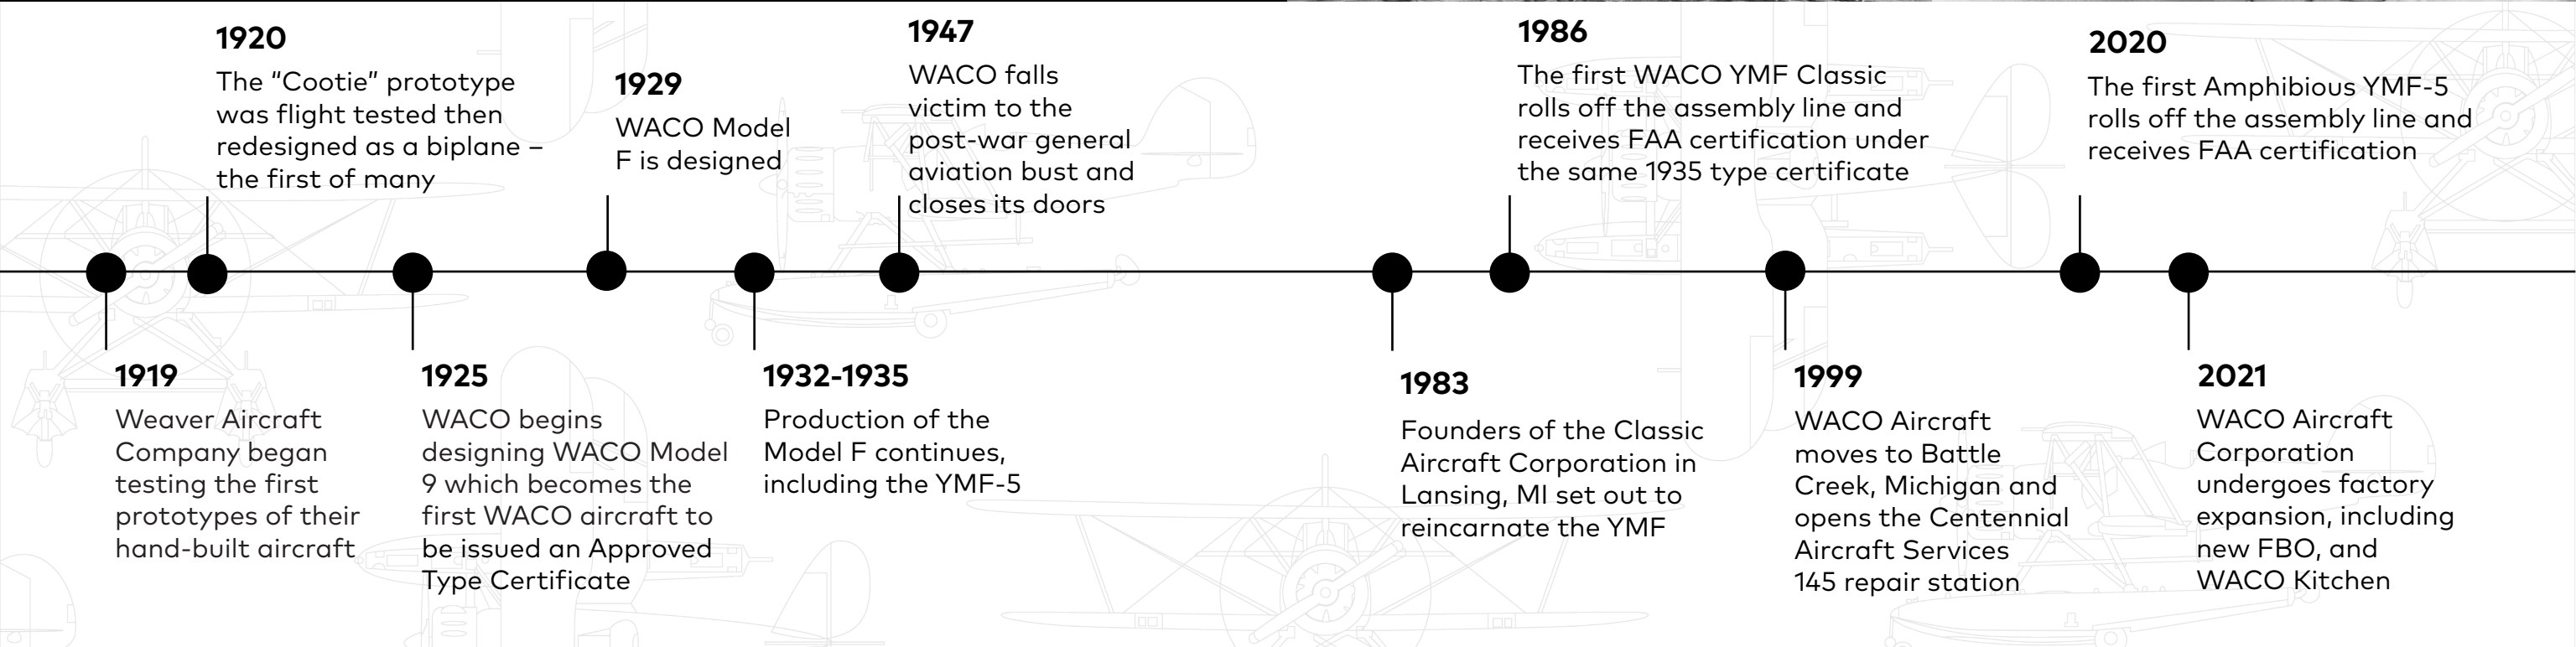 1920
The “Cootie” prototype
was flight tested then
redesigned as a biplane –
the first of many
1929
WACO Model
F is designed
1947
WACO falls
victim to the
post-war general
aviation bust and
closes its doors
1986
The first WACO YMF Classic
rolls off the assembly line and
receives FAA certification under
the same 1935 type certificate
2020
The first Amphibious YMF-5
rolls off the assembly line and
receives FAA certification
1919
Weaver Aircraft
Company began
testing the first
prototypes of their
hand-built aircraft
1925
WACO begins
designing WACO Model
9 which becomes the
first WACO aircraft to
be issued an Approved
Type Certificate
1932-1935
Production of the
Model F continues,
including the YMF-5
1983
Founders of the Classic
Aircraft Corporation in
Lansing, MI set out to
reincarnate the YMF
1999
WACO Aircraft
moves to Battle
Creek, Michigan and
opens the Centennial
Aircraft Services
145 repair station
2021
WACO Aircraft
Corporation
undergoes factory
expansion, including
new FBO, and
WACO Kitchen